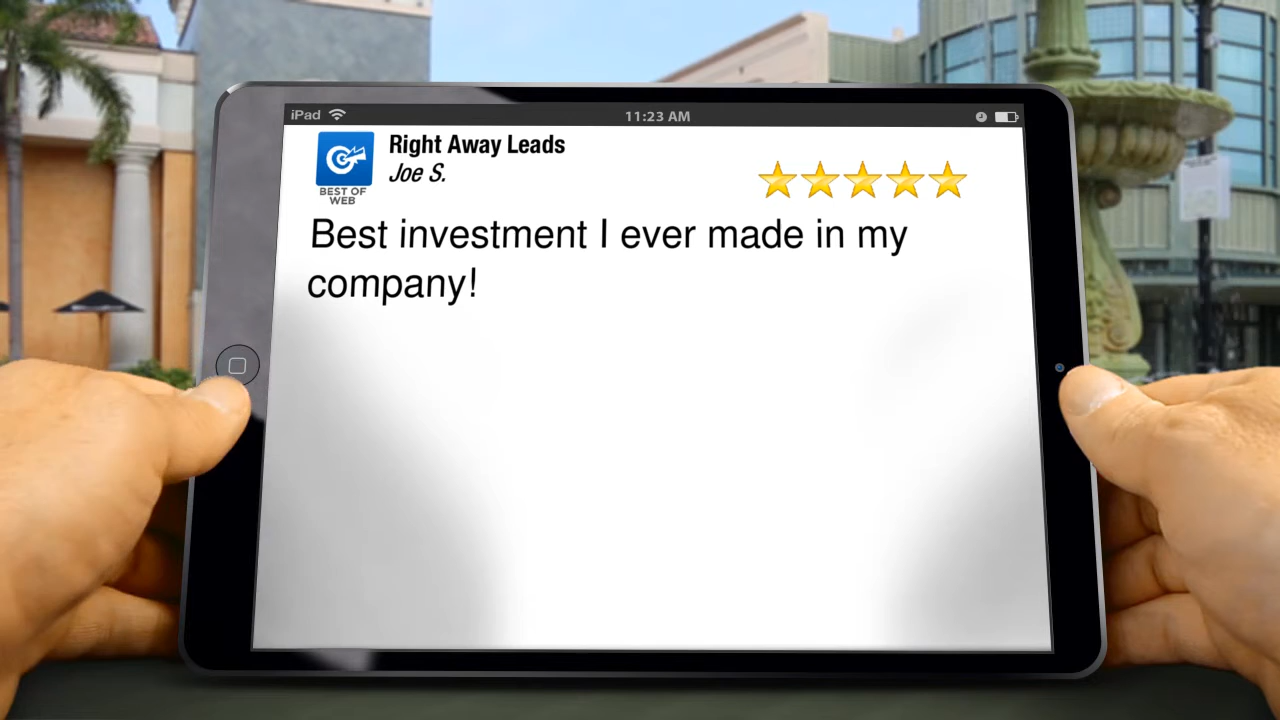 iPad 11:23 AM
Right Away Leads
Joe S.
BEST OF
WEB
Best investment I ever made in my
company!